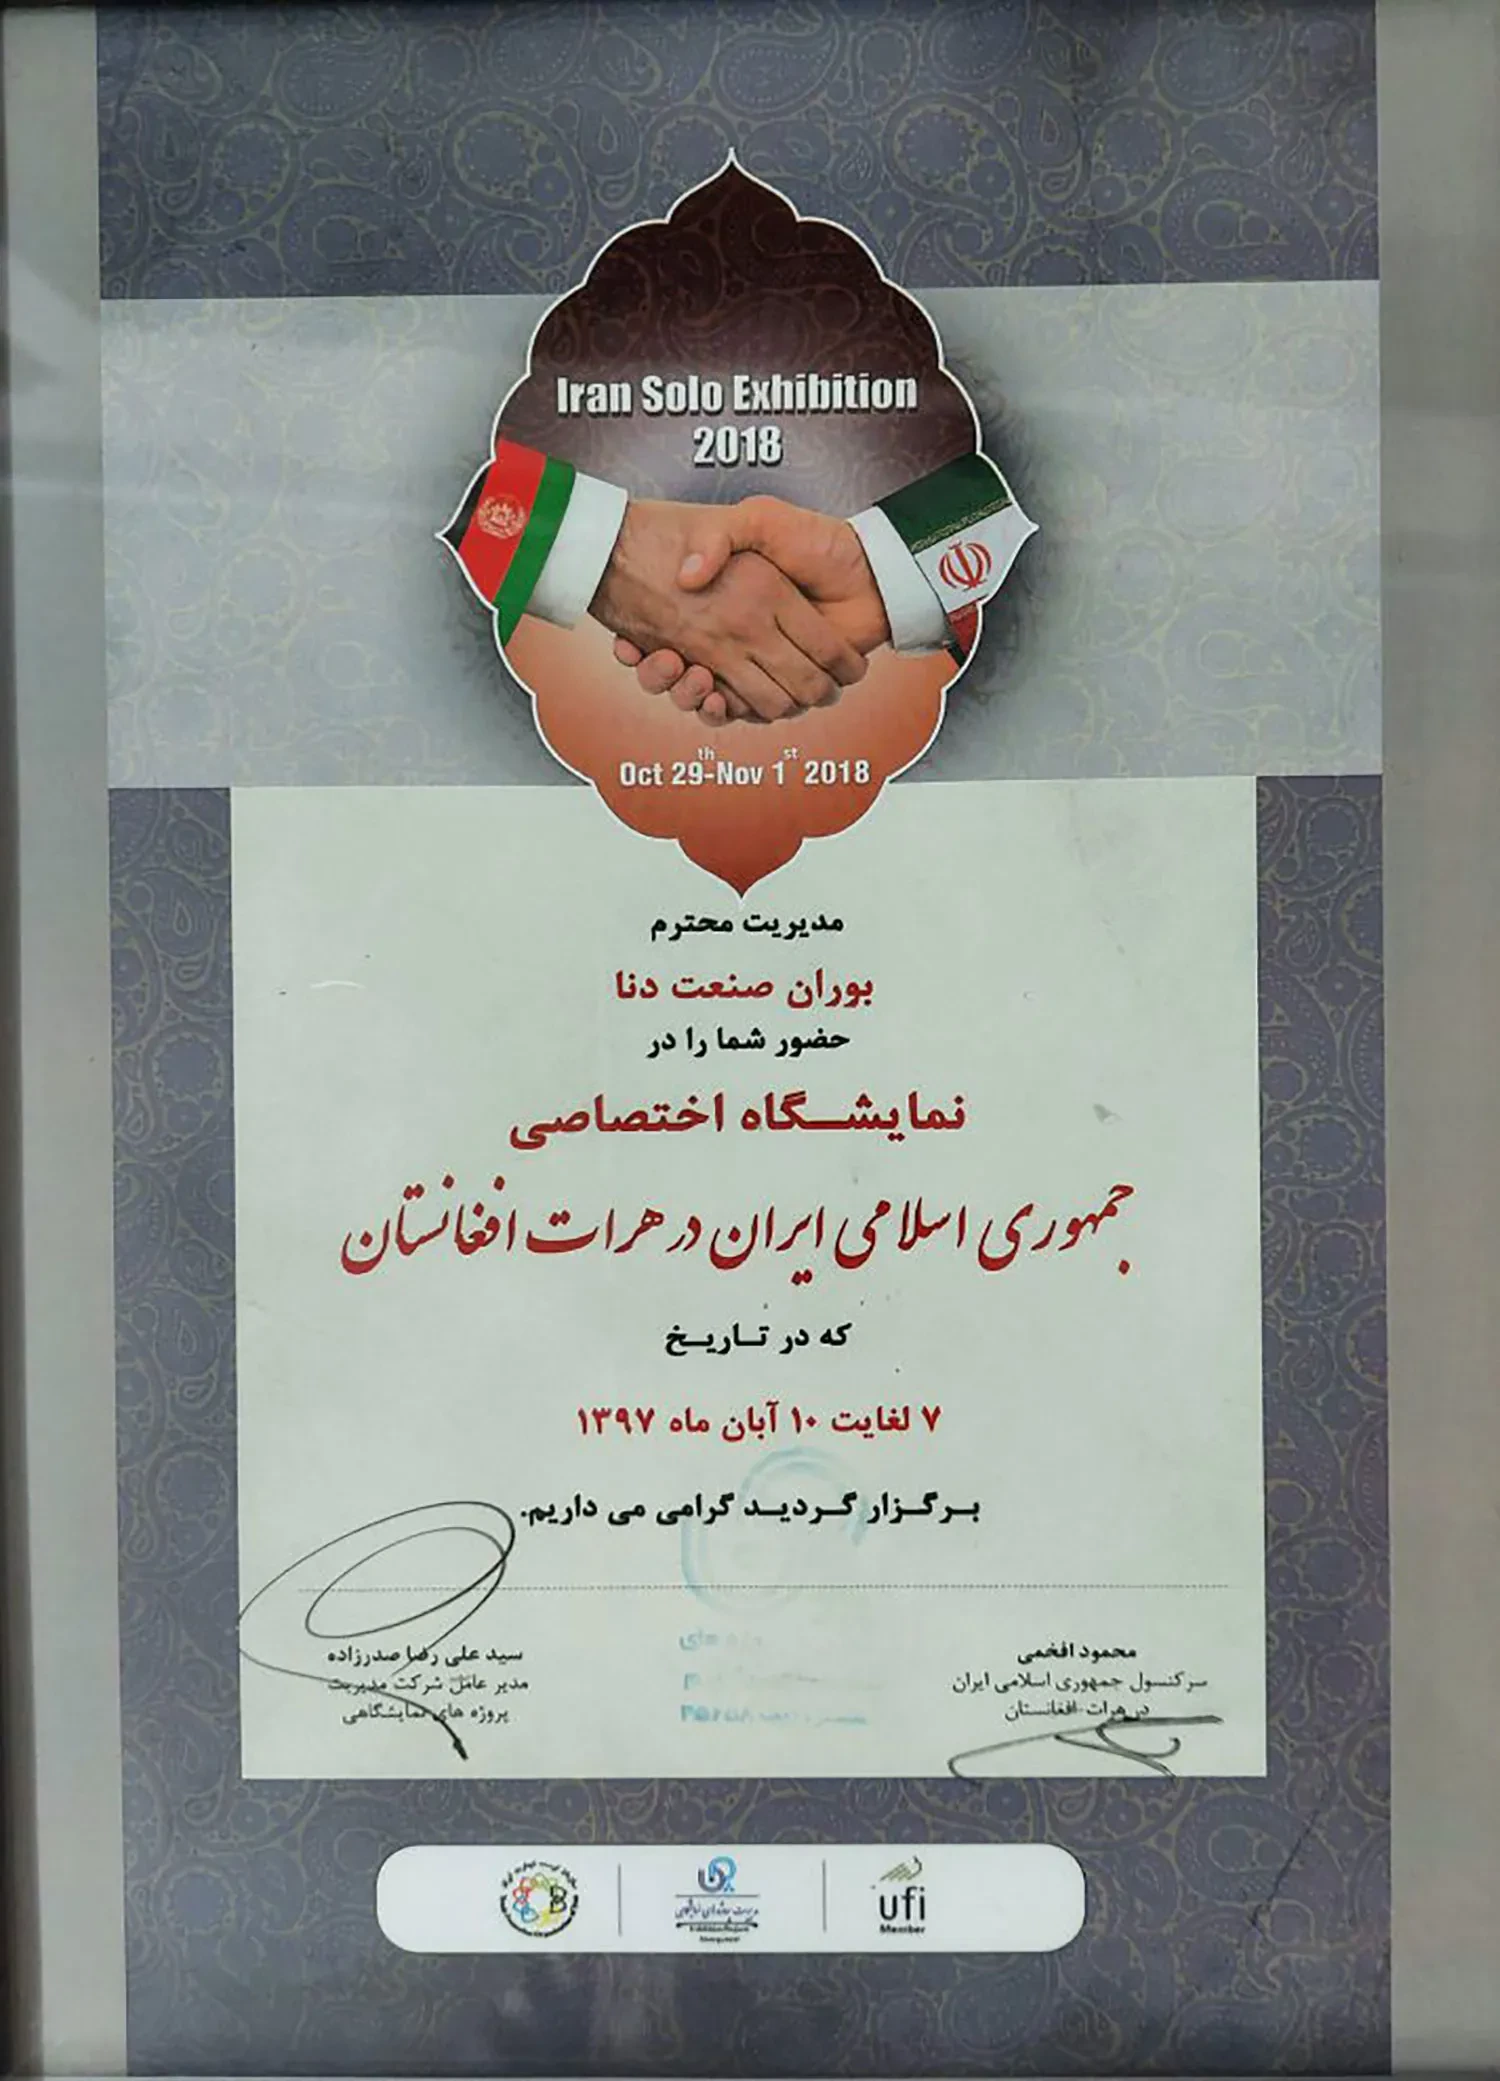 Iran Solo Exhibition
2018
Oct 29th-Nov 1st 2018
مدیریت محترم
بوران صنعت دنا
حضور شما را در
نمایشگاه اختصاصی
جمهوری اسلامی ایران در هرات افغانستان
که در تاریخ
۷ لغایت ۱۰ آبان ماه ۱۳۹۷
برگزار گردید گرامی می داریم.
محمود افخمی
سرکنسول جمهوری اسلامی ایران
در هرات-افغانستان
سید علی رضا صدرزاده
مدیر عامل شرکت مدیریت
پروژه های نمایشگاهی
ufi
Member